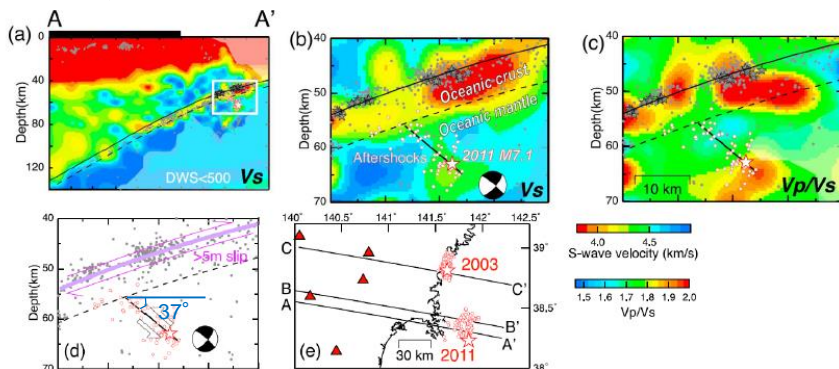 A A’
(a)
Depth(km)
0
40
80
120
DWS<500
Vs
(b)
Depth(km)
40
50
60
70
Oceanic crust
Oceanic mantle
Aftershocks
2011 M7.1
Vs
(c)
Depth(km)
40
50
60
70
10 km
Vp/Vs
(d)
Depth(km)
40
50
60
70
>5m slip
37°
140° 140.5° 141° 141.5° 142° 142.5°
C
B
A
2003
C’
B’
A’
2011
(e)
30 km
39°
38.5°
38°
4.0 4.5
S-wave velocity (km/s)
1.5 1.6 1.7 1.8 1.9 2.0
Vp/Vs